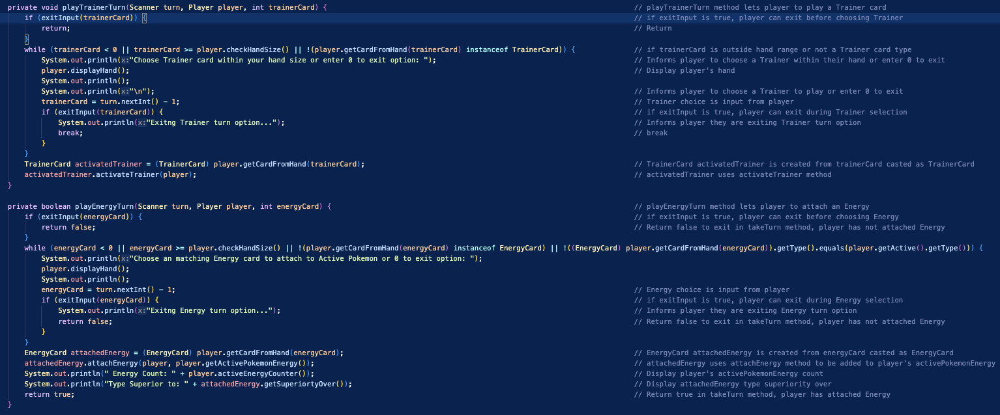 private void playTrainerTurn(Scanner turn, Player player, int trainerCard) { // playTrainerTurn method lets player to play a Trainer card
if (exitInput(trainerCard)) { // if exitInput is true, player can exit before choosing Trainer
return; // Return
}
while (trainerCard < 0 || trainerCard >= player.checkHandSize() || !(player.getCardFromHand(trainerCard) instanceof TrainerCard)) { // if trainerCard is outside hand range or not a Trainer card type
System.out.println(x:"Choose Trainer card within your hand size or enter 0 to exit option: "); // Informs player to choose a Trainer within their hand or enter 0 to exit
player.displayHand(); // Display player's hand
System.out.println();
System.out.println(x:"\n"); // Informs player to choose a Trainer to play or enter 0 to exit
trainerCard = turn.nextInt() - 1; // Trainer choice is input from player
if (exitInput(trainerCard)) { // if exitInput is true, player can exit during Trainer selection
System.out.println(x:"Exitng Trainer turn option..."); // Informs player they are exiting Trainer turn option
break; // break
}
}
TrainerCard activatedTrainer = (TrainerCard) player.getCardFromHand(trainerCard); // TrainerCard activatedTrainer is created from trainerCard casted as TrainerCard
activatedTrainer.activateTrainer(player); // activatedTrainer uses activateTrainer method
}
private boolean playEnergyTurn(Scanner turn, Player player, int energyCard) { // playEnergyTurn method lets player to attach an Energy
if (exitInput(energyCard)) { // if exitInput is true, player can exit before choosing Energy
return false; // Return false to exit in takeTurn method, player has not attached Energy
}
while (energyCard < 0 || energyCard >= player.checkHandSize() || !(player.getCardFromHand(energyCard) instanceof EnergyCard) || !((EnergyCard) player.getCardFromHand(energyCard)).getType().equals(player.getActive().getType())) {
System.out.println(x:"Choose an matching Energy card to attach to Active Pokemon or 0 to exit option: ");
player.displayHand();
System.out.println();
energyCard = turn.nextInt() - 1; // Energy choice is input from player
if (exitInput(energyCard)) { // if exitInput is true, player can exit during Energy selection
System.out.println(x:"Exitng Energy turn option..."); // Informs player they are exiting Energy turn option
return false; // Return false to exit in takeTurn method, player has not attached Energy
}
}
EnergyCard attachedEnergy = (EnergyCard) player.getCardFromHand(energyCard); // EnergyCard attachedEnergy is created from energyCard casted as EnergyCard
attachedEnergy.attachEnergy(player, player.getActivePokemonEnergy()); // attachedEnergy uses attachEnergy method to be added to player's activePokemonEnergy
System.out.println(" Energy Count: " + player.activeEnergyCounter()); // Display player's activePokemonEnergy count
System.out.println("Type Superior to: " + attachedEnergy.getSuperiortyOver()); // Display attachedEnergy type superiority over
return true; // Return true in takeTurn method, player has attached Energy
}